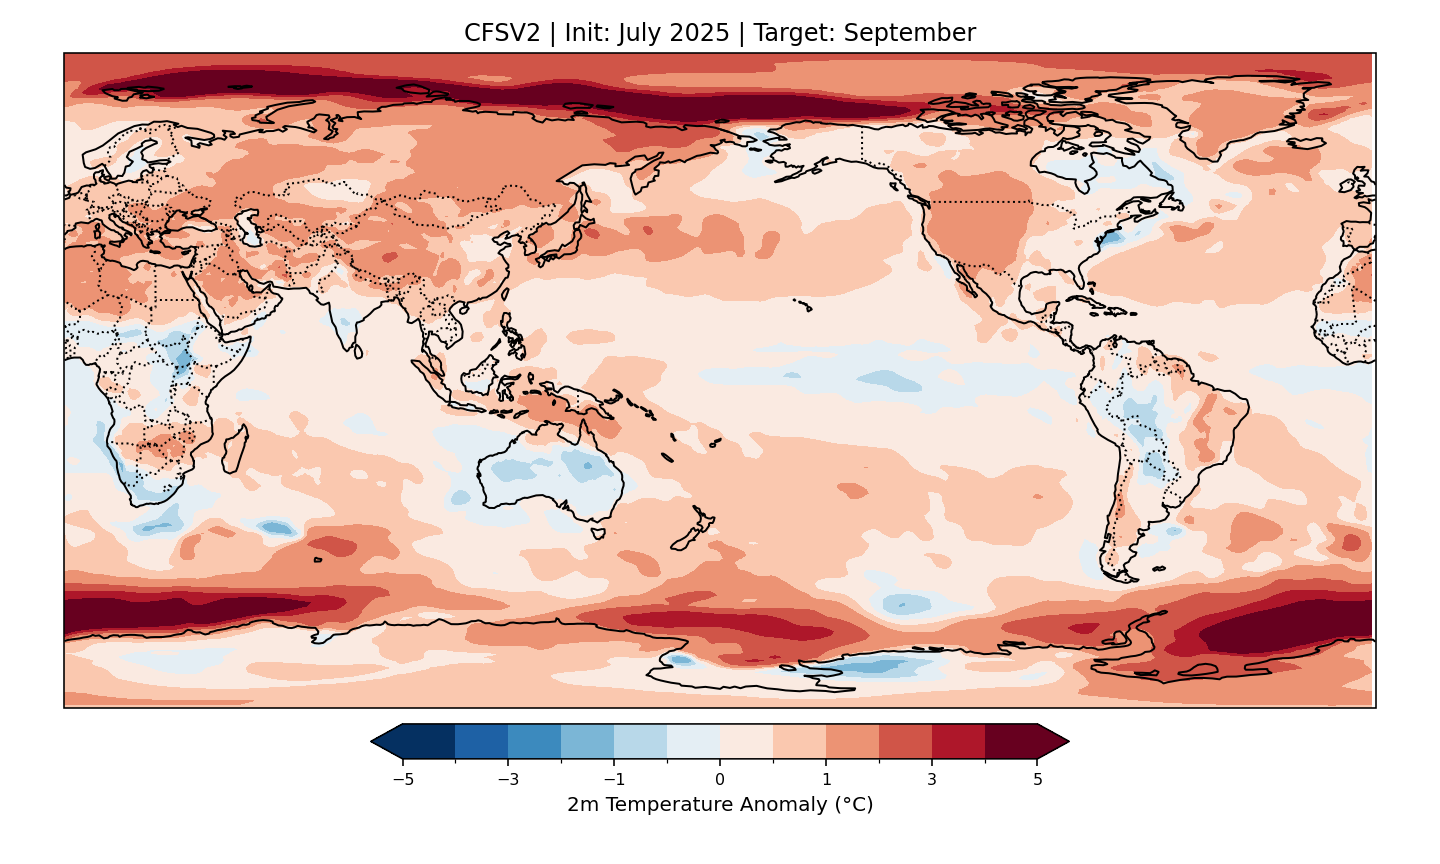 CFSV2 | Init: July 2025 | Target: September
−5 −3 −1 0 1 3 5
2m Temperature Anomaly (°C)